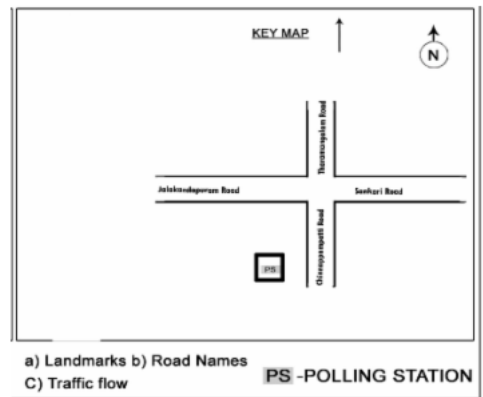 KEY MAP
N
Tharamangalam Road
Jalakandapuram Road
Sankari Road
Chinnappampatti Road
PS
a) Landmarks b) Road Names
C) Traffic flow
PS -POLLING STATION